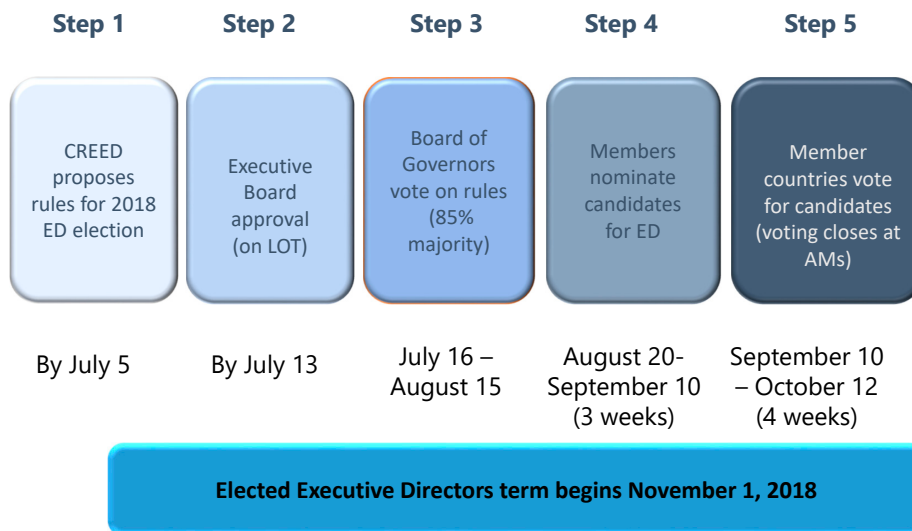 Step 1
Step 2
Step 3
Step 4
Step 5
CREED
proposes
rules for 2018
ED election
Executive
Board
approval
(on LOT)
Board of
Governors
vote on rules
(85%
majority)
Members
nominate
candidates
for ED
Member
countries vote
for candidates
(voting closes at
AMs)
By July 5
By July 13
July 16 –
August 15
August 20-
September 10
(3 weeks)
September 10
– October 12
(4 weeks)
Elected Executive Directors term begins November 1, 2018